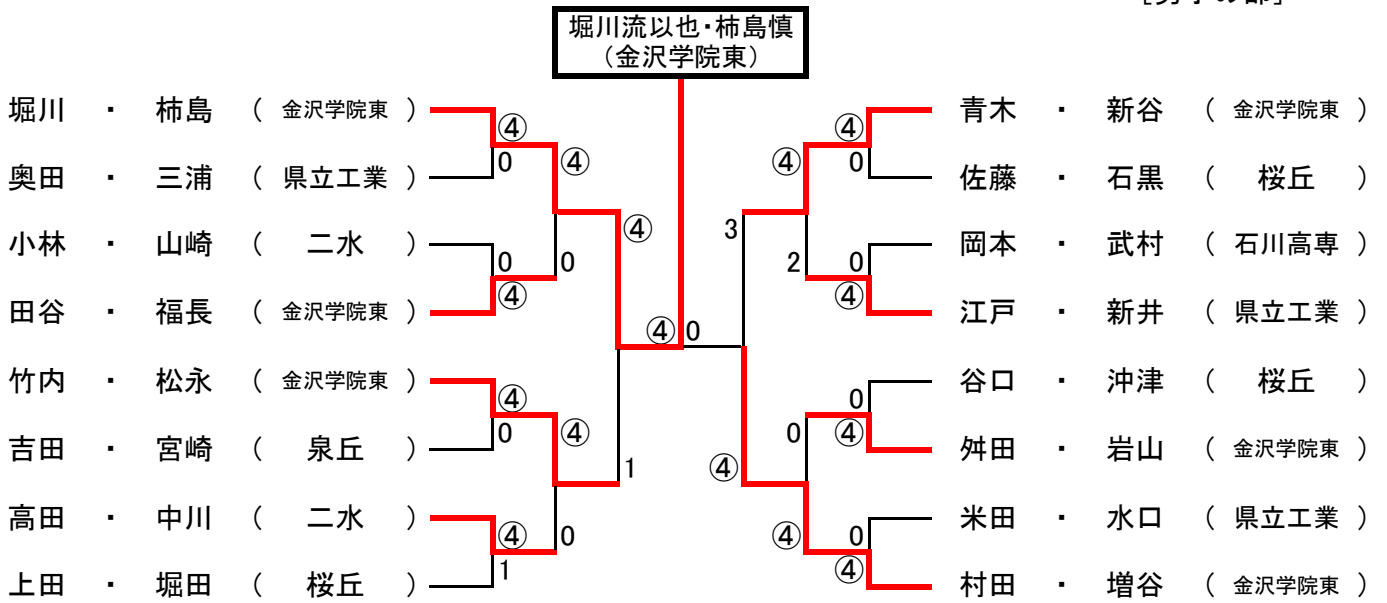 [男子の部]
堀川流以也・柿島慎
（金沢学院東）
堀川 ・ 柿島 （ 金沢学院東 ）
④
0
④
奥田 ・ 三浦 （ 県立工業 ）
小林 ・ 山崎 （ 二水 ）
0
④
0
④
田谷 ・ 福長 （ 金沢学院東 ）
竹内 ・ 松永 （ 金沢学院東 ）
④
0
④
吉田 ・ 宮崎 （ 泉丘 ）
1
高田 ・ 中川 （ 二水 ）
④
1
0
上田 ・ 堀田 （ 桜丘 ）
④ 0
青木 ・ 新谷 （ 金沢学院東 ）
④
0
④
佐藤 ・ 石黒 （ 桜丘 ）
3
岡本 ・ 武村 （ 石川高専 ）
2
0
④
江戸 ・ 新井 （ 県立工業 ）
谷口 ・ 沖津 （ 桜丘 ）
0
④
0
舛田 ・ 岩山 （ 金沢学院東 ）
④
米田 ・ 水口 （ 県立工業 ）
④
0
④
村田 ・ 増谷 （ 金沢学院東 ）